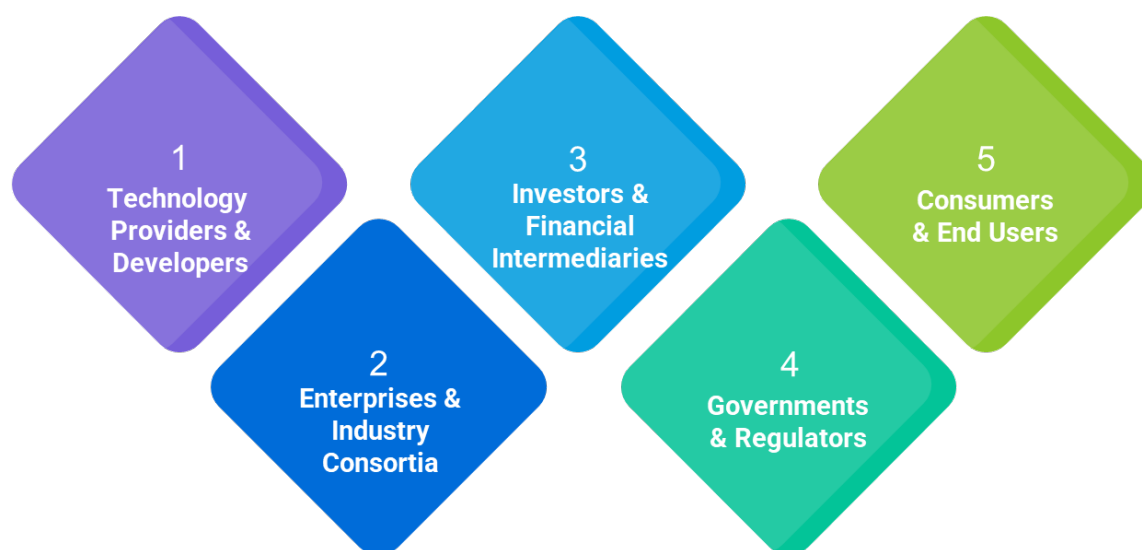 1
Technology
Providers &
Developers
2
Enterprises &
Industry
Consortia
3
Investors &
Financial
Intermediaries
4
Governments
& Regulators
5
Consumers
& End Users